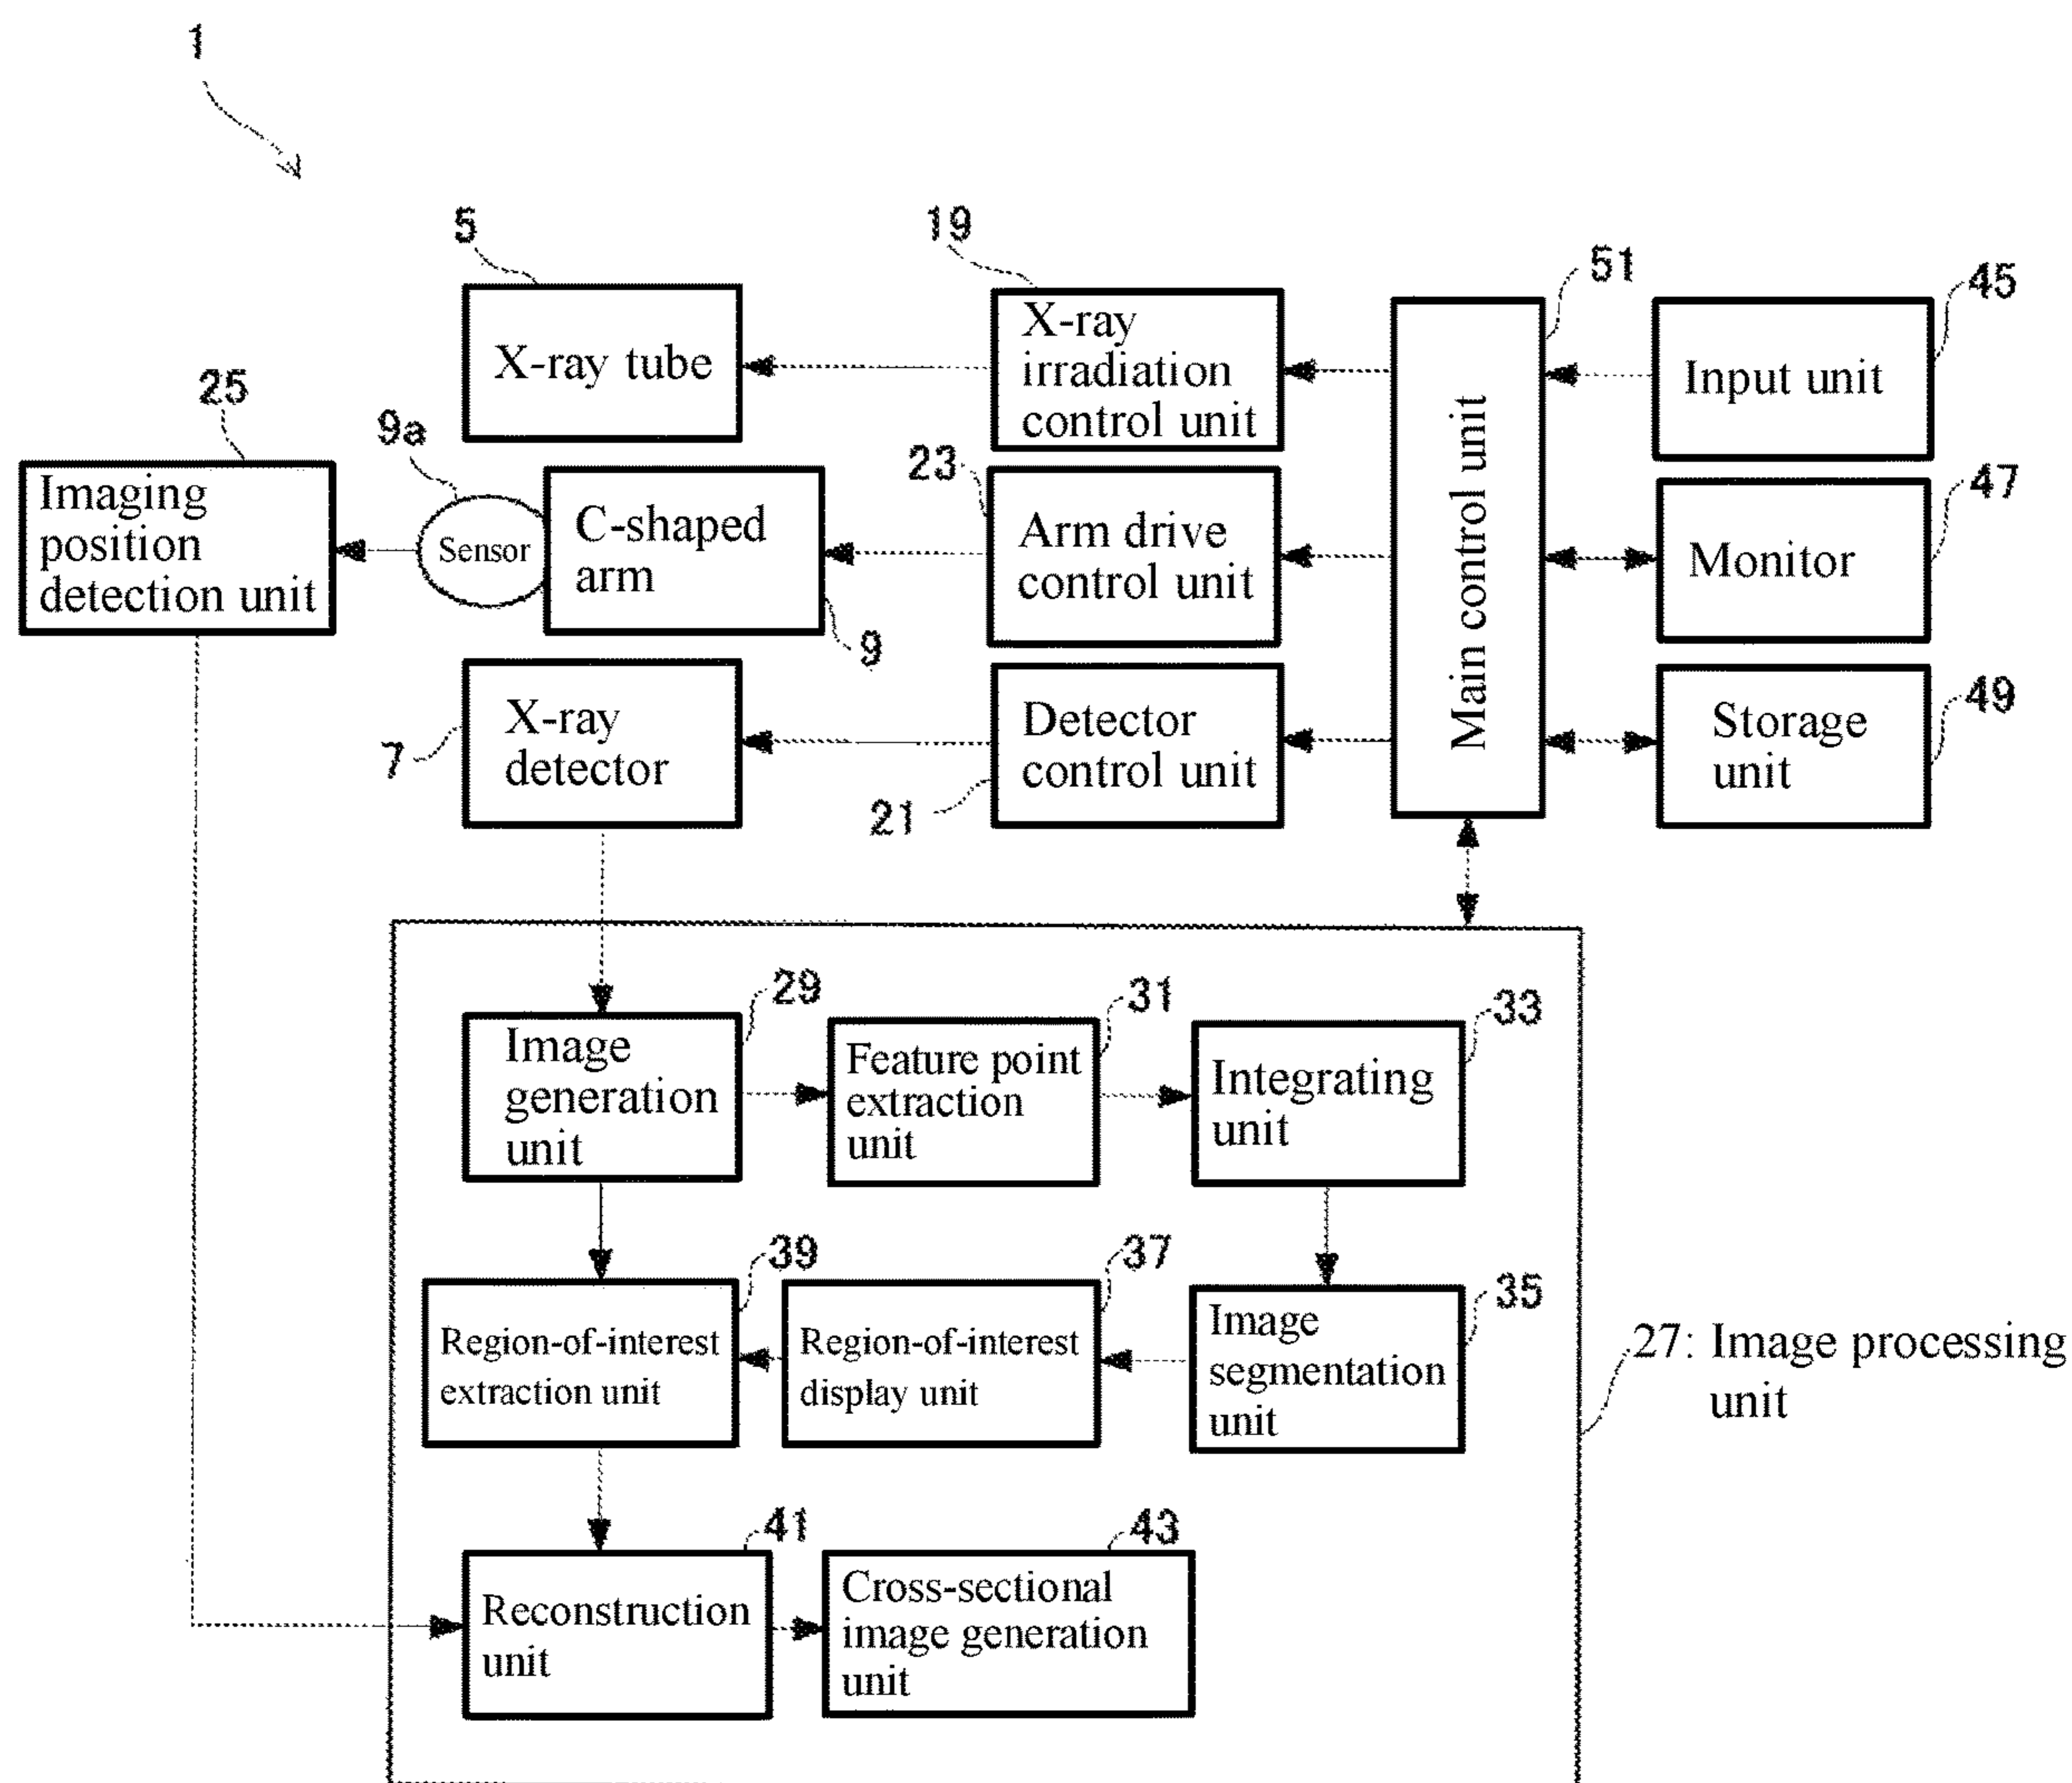 1
5
19
51
45
X-ray tube
X-ray
irradiation
control unit
Input unit
25
9a
23
47
Imaging
position
detection unit
Sensor
C-shaped
arm
9
Arm drive
control unit
Main control unit
Monitor
7
X-ray
detector
Detector
control unit
21
Storage
unit
49
29
31
33
Image
generation
unit
Feature point
extraction
unit
Integrating
unit
39
37
35
Region-of-interest
extraction unit
Region-of-interest
display unit
Image
segmentation
unit
27: Image processing
unit
41
43
Reconstruction
unit
Cross-sectional
image generation
unit